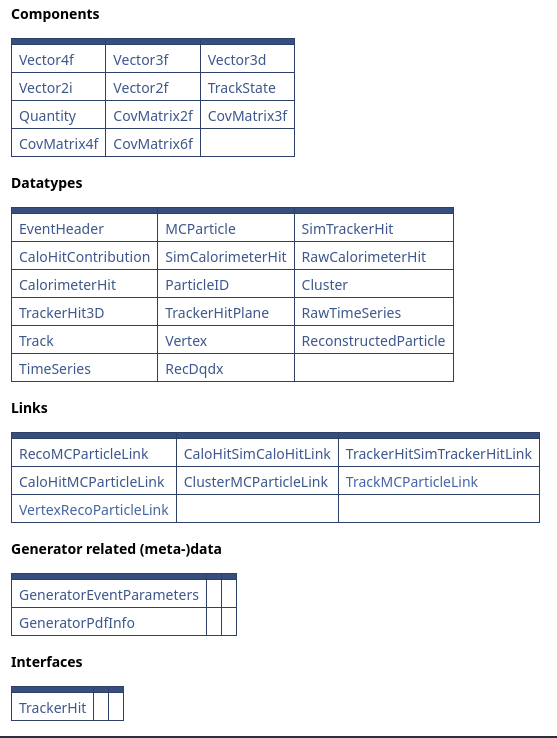 Components
Vector4f Vector3f Vector3d
Vector2i Vector2f TrackState
Quantity CovMatrix2f CovMatrix3f
CovMatrix4f CovMatrix6f
Datatypes
EventHeader MCParticle SimTrackerHit
CaloHitContribution SimCalorimeterHit RawCalorimeterHit
CalorimeterHit ParticleID Cluster
TrackerHit3D TrackerHitPlane RawTimeSeries
Track Vertex ReconstructedParticle
TimeSeries RecDqdx
Links
RecoMCParticleLink CaloHitSimCaloHitLink TrackerHitSimTrackerHitLink
CaloHitMCParticleLink ClusterMCParticleLink TrackMCParticleLink
VertexRecoParticleLink
Generator related (meta-)data
GeneratorEventParameters
GeneratorPdfInfo
Interfaces
TrackerHit